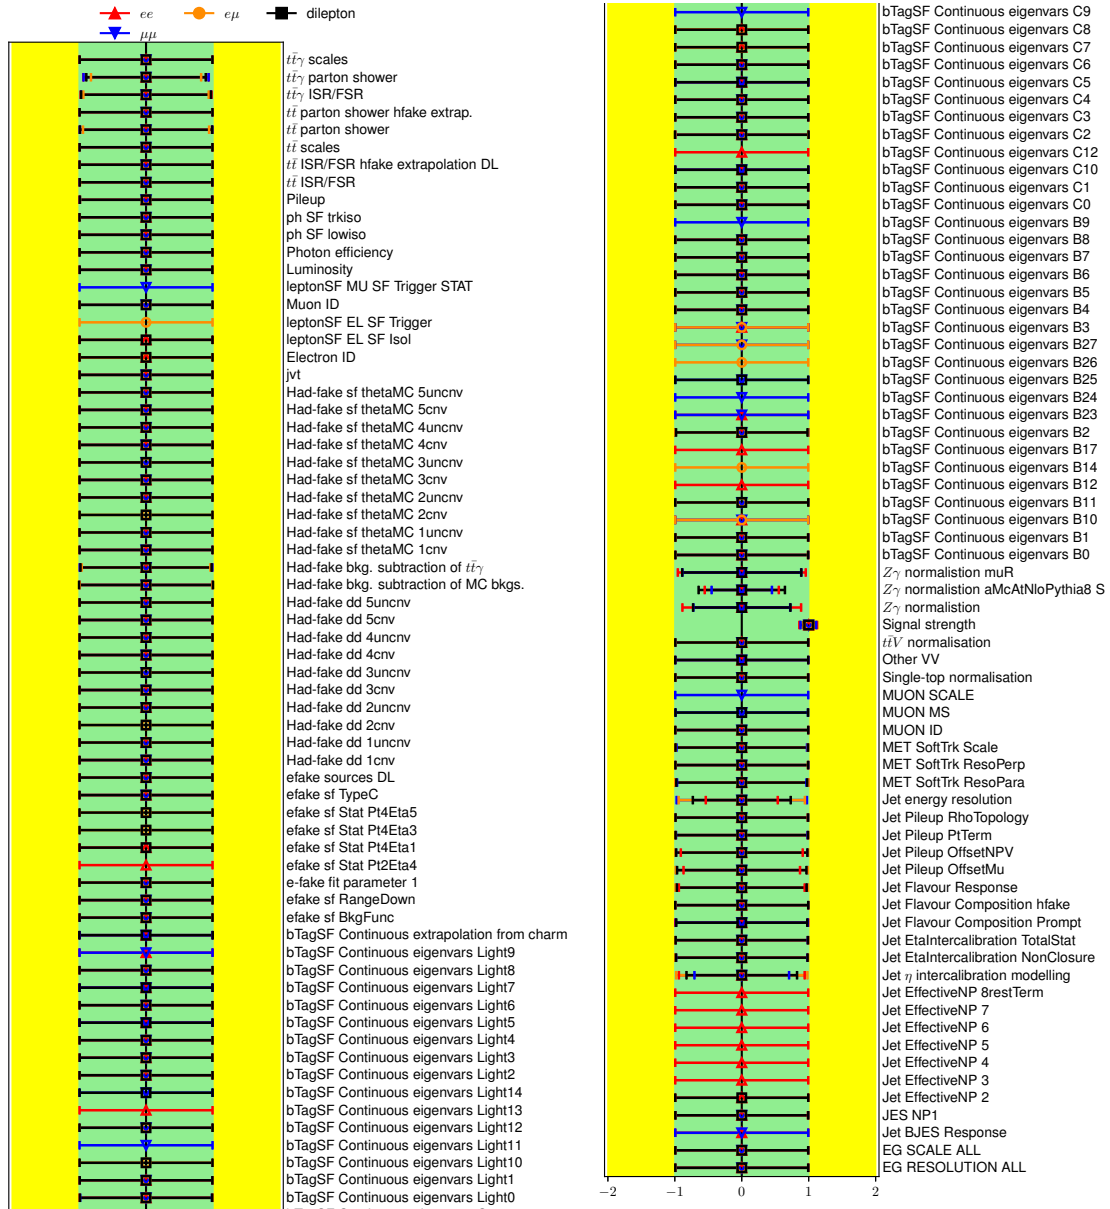 ee eμ dilepton
μμ
tt̄γ scales
tt̄γ parton shower
tt̄γ ISR/FSR
tt̄ parton shower hfake extrap.
tt̄ parton shower
tt̄ scales
tt̄ ISR/FSR hfake extrapolation DL
tt̄ ISR/FSR
Pileup
ph SF trkiso
ph SF lowiso
Photon efficiency
Luminosity
leptonSF MU SF Trigger STAT
Muon ID
leptonSF EL SF Trigger
leptonSF EL SF Isol
Electron ID
jvt
Had-fake sf thetaMC 5uncnv
Had-fake sf thetaMC 5cnv
Had-fake sf thetaMC 4uncnv
Had-fake sf thetaMC 4cnv
Had-fake sf thetaMC 3uncnv
Had-fake sf thetaMC 3cnv
Had-fake sf thetaMC 2uncnv
Had-fake sf thetaMC 2cnv
Had-fake sf thetaMC 1uncnv
Had-fake sf thetaMC 1cnv
Had-fake bkg. subtraction of tt̄γ
Had-fake bkg. subtraction of MC bkgs.
Had-fake dd 5uncnv
Had-fake dd 5cnv
Had-fake dd 4uncnv
Had-fake dd 4cnv
Had-fake dd 3uncnv
Had-fake dd 3cnv
Had-fake dd 2uncnv
Had-fake dd 2cnv
Had-fake dd 1uncnv
Had-fake dd 1cnv
efake sources DL
efake sf TypeC
efake sf Stat Pt4Eta5
efake sf Stat Pt4Eta3
efake sf Stat Pt4Eta1
efake sf Stat Pt2Eta4
e-fake fit parameter 1
efake sf RangeDown
efake sf BkgFunc
bTagSF Continuous extrapolation from charm
bTagSF Continuous eigenvars Light9
bTagSF Continuous eigenvars Light8
bTagSF Continuous eigenvars Light7
bTagSF Continuous eigenvars Light6
bTagSF Continuous eigenvars Light5
bTagSF Continuous eigenvars Light4
bTagSF Continuous eigenvars Light3
bTagSF Continuous eigenvars Light2
bTagSF Continuous eigenvars Light14
bTagSF Continuous eigenvars Light13
bTagSF Continuous eigenvars Light12
bTagSF Continuous eigenvars Light11
bTagSF Continuous eigenvars Light10
bTagSF Continuous eigenvars Light1
bTagSF Continuous eigenvars Light0
bTagSF Continuous eigenvars C9
bTagSF Continuous eigenvars C8
bTagSF Continuous eigenvars C7
bTagSF Continuous eigenvars C6
bTagSF Continuous eigenvars C5
bTagSF Continuous eigenvars C4
bTagSF Continuous eigenvars C3
bTagSF Continuous eigenvars C2
bTagSF Continuous eigenvars C12
bTagSF Continuous eigenvars C10
bTagSF Continuous eigenvars C1
bTagSF Continuous eigenvars C0
bTagSF Continuous eigenvars B9
bTagSF Continuous eigenvars B8
bTagSF Continuous eigenvars B7
bTagSF Continuous eigenvars B6
bTagSF Continuous eigenvars B5
bTagSF Continuous eigenvars B4
bTagSF Continuous eigenvars B3
bTagSF Continuous eigenvars B27
bTagSF Continuous eigenvars B26
bTagSF Continuous eigenvars B25
bTagSF Continuous eigenvars B24
bTagSF Continuous eigenvars B23
bTagSF Continuous eigenvars B2
bTagSF Continuous eigenvars B17
bTagSF Continuous eigenvars B14
bTagSF Continuous eigenvars B12
bTagSF Continuous eigenvars B11
bTagSF Continuous eigenvars B10
bTagSF Continuous eigenvars B1
bTagSF Continuous eigenvars B0
Zγ normalistion muR
Zγ normalistion aMcAtNloPythia8 S
Zγ normalistion
Signal strength
tt̄V normalisation
Other VV
Single-top normalisation
MUON SCALE
MUON MS
MUON ID
MET SoftTrk Scale
MET SoftTrk ResoPerp
MET SoftTrk ResoPara
Jet energy resolution
Jet Pileup RhoTopology
Jet Pileup PtTerm
Jet Pileup OffsetNPV
Jet Pileup OffsetMu
Jet Flavour Response
Jet Flavour Composition hfake
Jet Flavour Composition Prompt
Jet EtaIntercalibration TotalStat
Jet EtaIntercalibration NonClosure
Jet η intercalibration modelling
Jet EffectiveNP 8restTerm
Jet EffectiveNP 7
Jet EffectiveNP 6
Jet EffectiveNP 5
Jet EffectiveNP 4
Jet EffectiveNP 3
Jet EffectiveNP 2
JES NP1
Jet BJES Response
EG SCALE ALL
EG RESOLUTION ALL
−2 −1 0 1 2